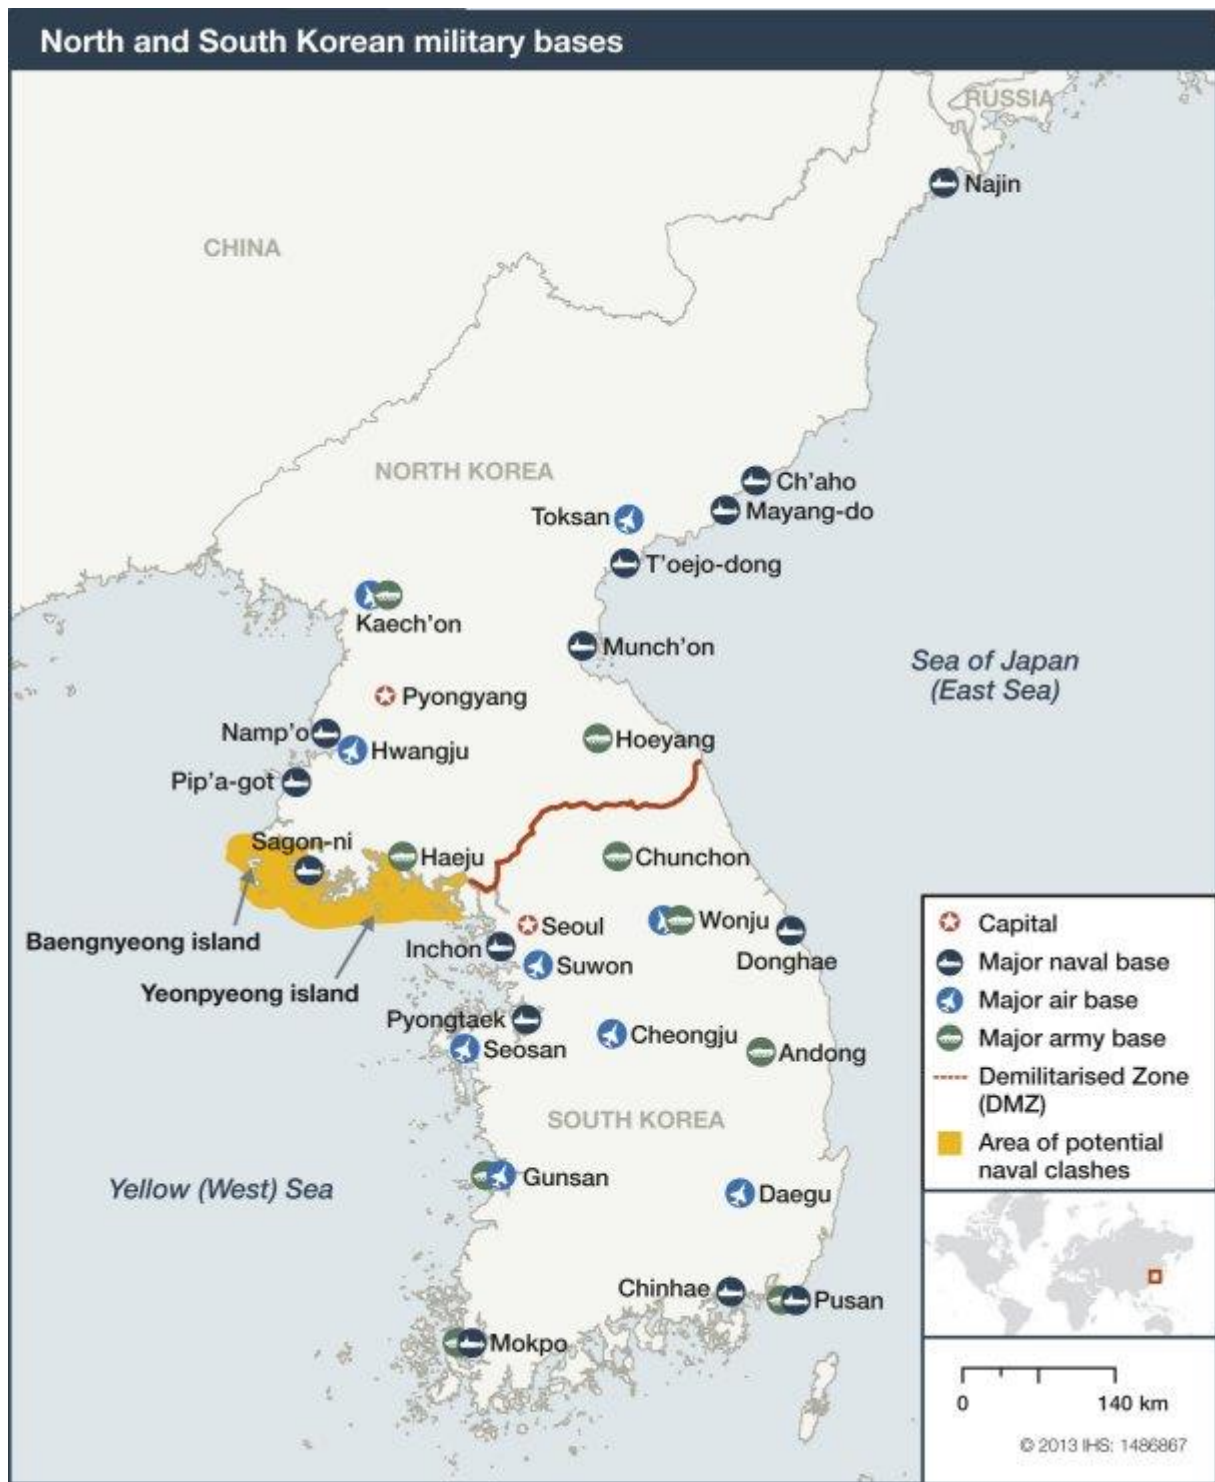 North and South Korean military bases
RUSSIA
Najin
CHINA
NORTH KOREA
Ch'aho
Mayang-do
Toksan
T'oejo-dong
Kaech'on
Munch'on
Sea of Japan
(East Sea)
Pyongyang
Namp'o
Hwangju
Hoeyang
Pip'a-got
Sagon-ni
Haeju
Chunchon
Baengnyeong island
Yeonpyeong island
Seoul
Wonju
Inchon
Suwon
Donghae
Pyongtaek
Seosan
Cheongju
Andong
SOUTH KOREA
Yellow (West) Sea
Gunsan
Daegu
Chinhae
Pusan
Mokpo
Capital
Major naval base
Major air base
Major army base
Demilitarised Zone
(DMZ)
Area of potential
naval clashes
0 140 km
© 2013 IHS: 1486867